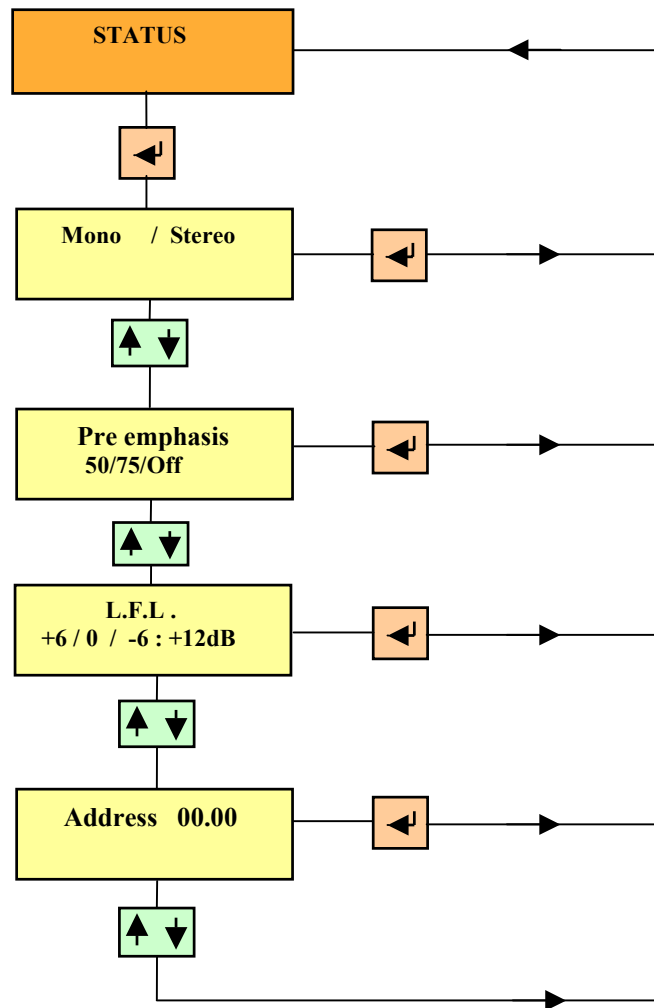 STATUS
Mono / Stereo
Pre emphasis
50/75/Off
L.F.L .
+6 / 0 / -6 : +12dB
Address 00.00